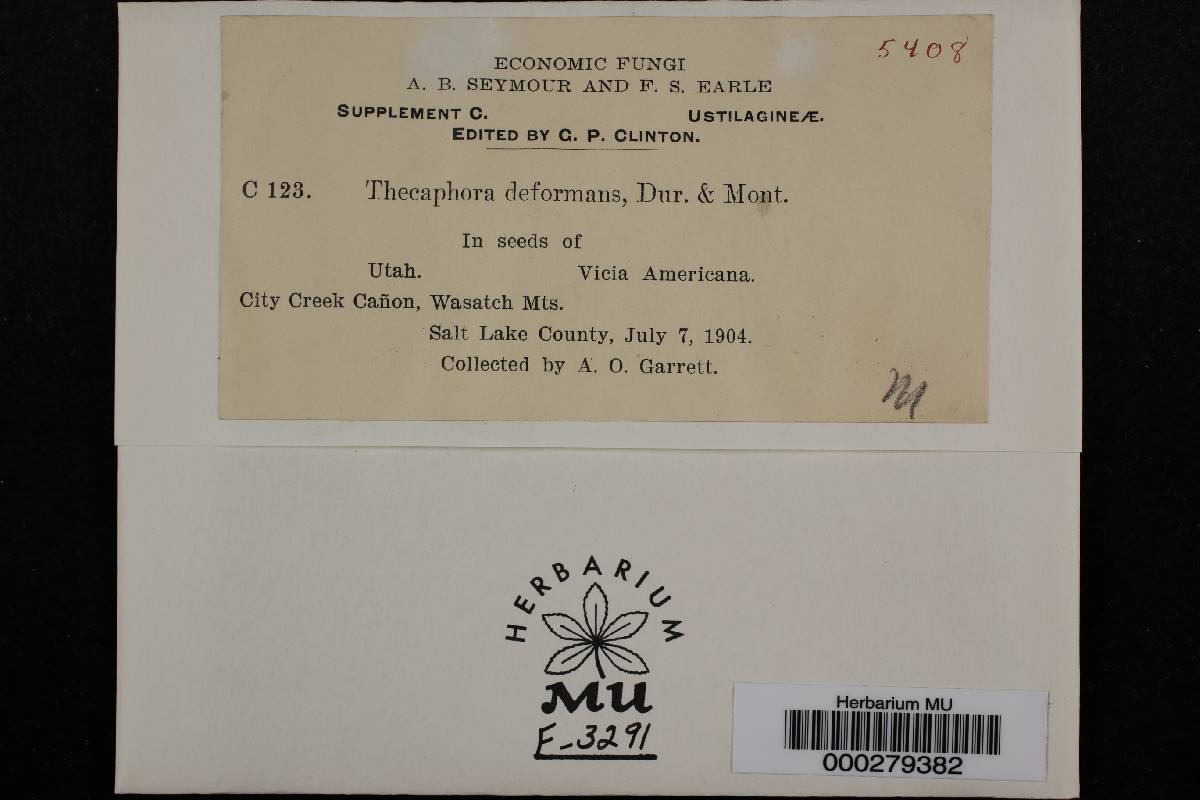 5408
ECONOMIC FUNGI
A. B. SEYMOUR AND F. S. EARLE
SUPPLEMENT C. USTILAGINEÆ.
EDITED BY G. P. CLINTON.
C 123. Thecaphora deformans, Dur. & Mont.
In seeds of
Utah. Vicia Americana.
City Creek Cañon, Wasatch Mts.
Salt Lake County, July 7, 1904.
Collected by A. O. Garrett.
M
HERBARIUM
MU
F-3291
Herbarium MU
000279382